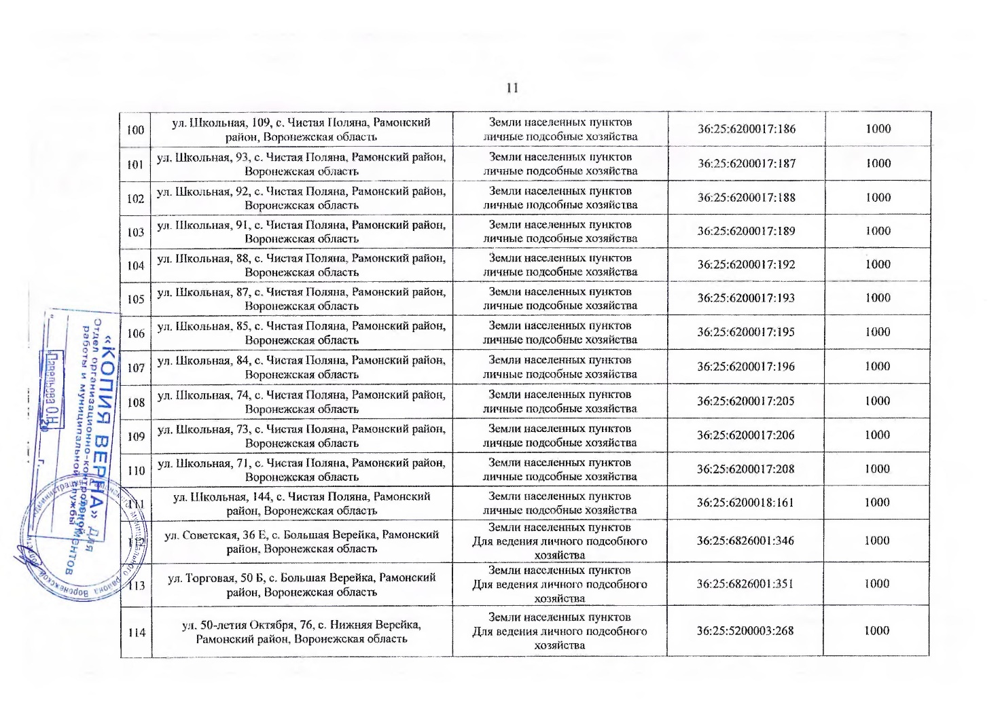 11
100
ул. Школьная, 109, с. Чистая Поляна, Рамонский
район, Воронежская область
Земли населенных пунктов
личные подсобные хозяйства
36:25:6200017:186
1000
101
ул. Школьная, 93, с. Чистая Поляна, Рамонский район,
Воронежская область
Земли населенных пунктов
личные подсобные хозяйства
36:25:6200017:187
1000
102
ул. Школьная, 92, с. Чистая Поляна, Рамонский район,
Воронежская область
Земли населенных пунктов
личные подсобные хозяйства
36:25:6200017:188
1000
103
ул. Школьная, 91, с. Чистая Поляна, Рамонский район,
Воронежская область
Земли населенных пунктов
личные подсобные хозяйства
36:25:6200017:189
1000
104
ул. Школьная, 88, с. Чистая Поляна, Рамонский район,
Воронежская область
Земли населенных пунктов
личные подсобные хозяйства
36:25:6200017:192
1000
105
ул. Школьная, 87, с. Чистая Поляна, Рамонский район,
Воронежская область
Земли населенных пунктов
личные подсобные хозяйства
36:25:6200017:193
1000
106
ул. Школьная, 85, с. Чистая Поляна, Рамонский район,
Воронежская область
Земли населенных пунктов
личные подсобные хозяйства
36:25:6200017:195
1000
107
ул. Школьная, 84, с. Чистая Поляна, Рамонский район,
Воронежская область
Земли населенных пунктов
личные подсобные хозяйства
36:25:6200017:196
1000
108
ул. Школьная, 74, с. Чистая Поляна, Рамонский район,
Воронежская область
Земли населенных пунктов
личные подсобные хозяйства
36:25:6200017:205
1000
109
ул. Школьная, 73, с. Чистая Поляна, Рамонский район,
Воронежская область
Земли населенных пунктов
личные подсобные хозяйства
36:25:6200017:206
1000
110
ул. Школьная, 71, с. Чистая Поляна, Рамонский район,
Воронежская область
Земли населенных пунктов
личные подсобные хозяйства
36:25:6200017:208
1000
111
ул. Школьная, 144, с. Чистая Поляна, Рамонский
район, Воронежская область
Земли населенных пунктов
личные подсобные хозяйства
36:25:6200018:161
1000
112
ул. Советская, 36 Е, с. Большая Верейка, Рамонский
район, Воронежская область
Земли населенных пунктов
Для ведения личного подсобного
хозяйства
36:25:6826001:346
1000
113
ул. Торговая, 50 Б, с. Большая Верейка, Рамонский
район, Воронежская область
Земли населенных пунктов
Для ведения личного подсобного
хозяйства
36:25:6826001:351
1000
114
ул. 50-летия Октября, 76, с. Нижняя Верейка,
Рамонский район, Воронежская область
Земли населенных пунктов
Для ведения личного подсобного
хозяйства
36:25:5200003:268
1000
«КОПИЯ ВЕРНА»
Отдел организационно-контрольной
работы и муниципальной службы
20 г.
Для
документов
Администрация Рамонского муниципального района Воронежской